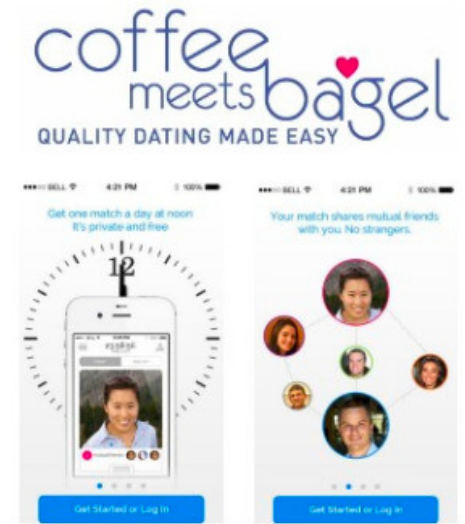 coffee
meets bagel
QUALITY DATING MADE EASY
BELL 4:21 PM 100%
Get one match a day at noon
It's private and free
12
Get Started or Log In
BELL 4:21 PM 100%
Your match shares mutual friends
with you. No strangers.
Get Started or Log In